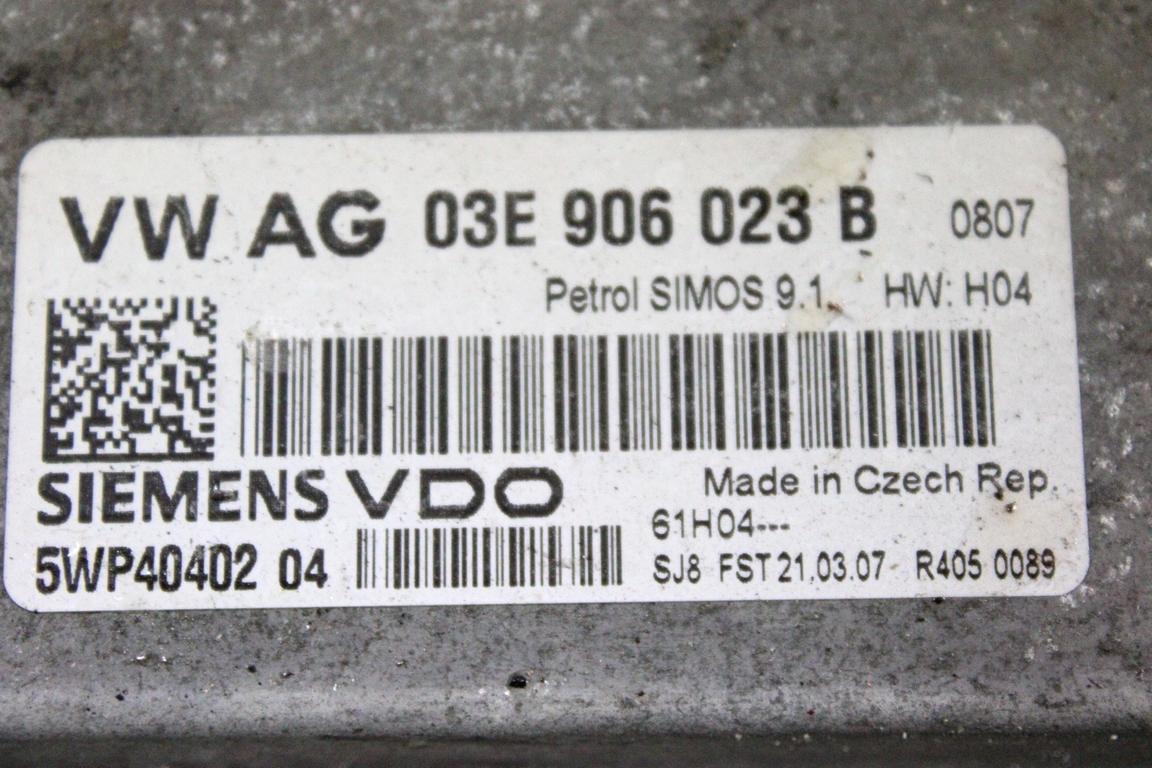 VW AG 03E 906 023 B 0807
Petrol SIMOS 9.1 HW: H04
SIEMENS VDO Made in Czech Rep.
61H04---
5WP40402 04 SJ8 FST 21.03.07 R405 0089